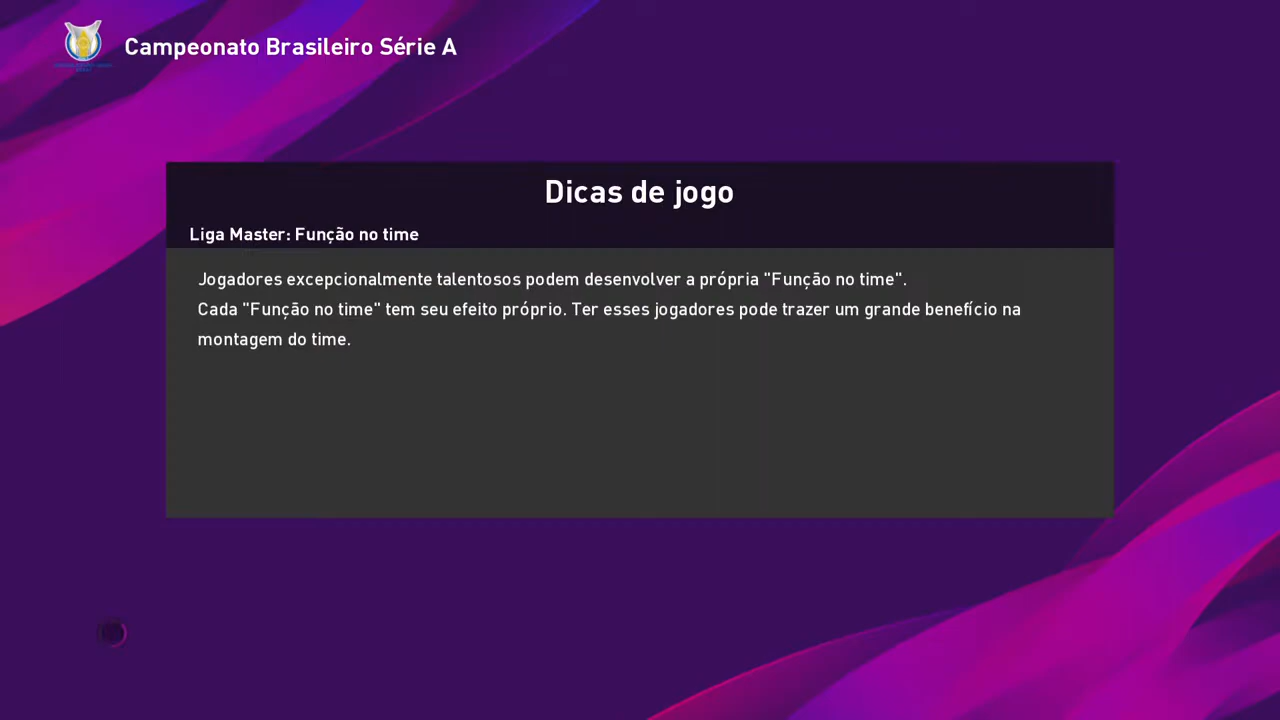 Campeonato Brasileiro Série A
Dicas de jogo
Liga Master: Função no time
Jogadores excepcionalmente talentosos podem desenvolver a própria "Função no time".
Cada "Função no time" tem seu efeito próprio. Ter esses jogadores pode trazer um grande benefício na
montagem do time.